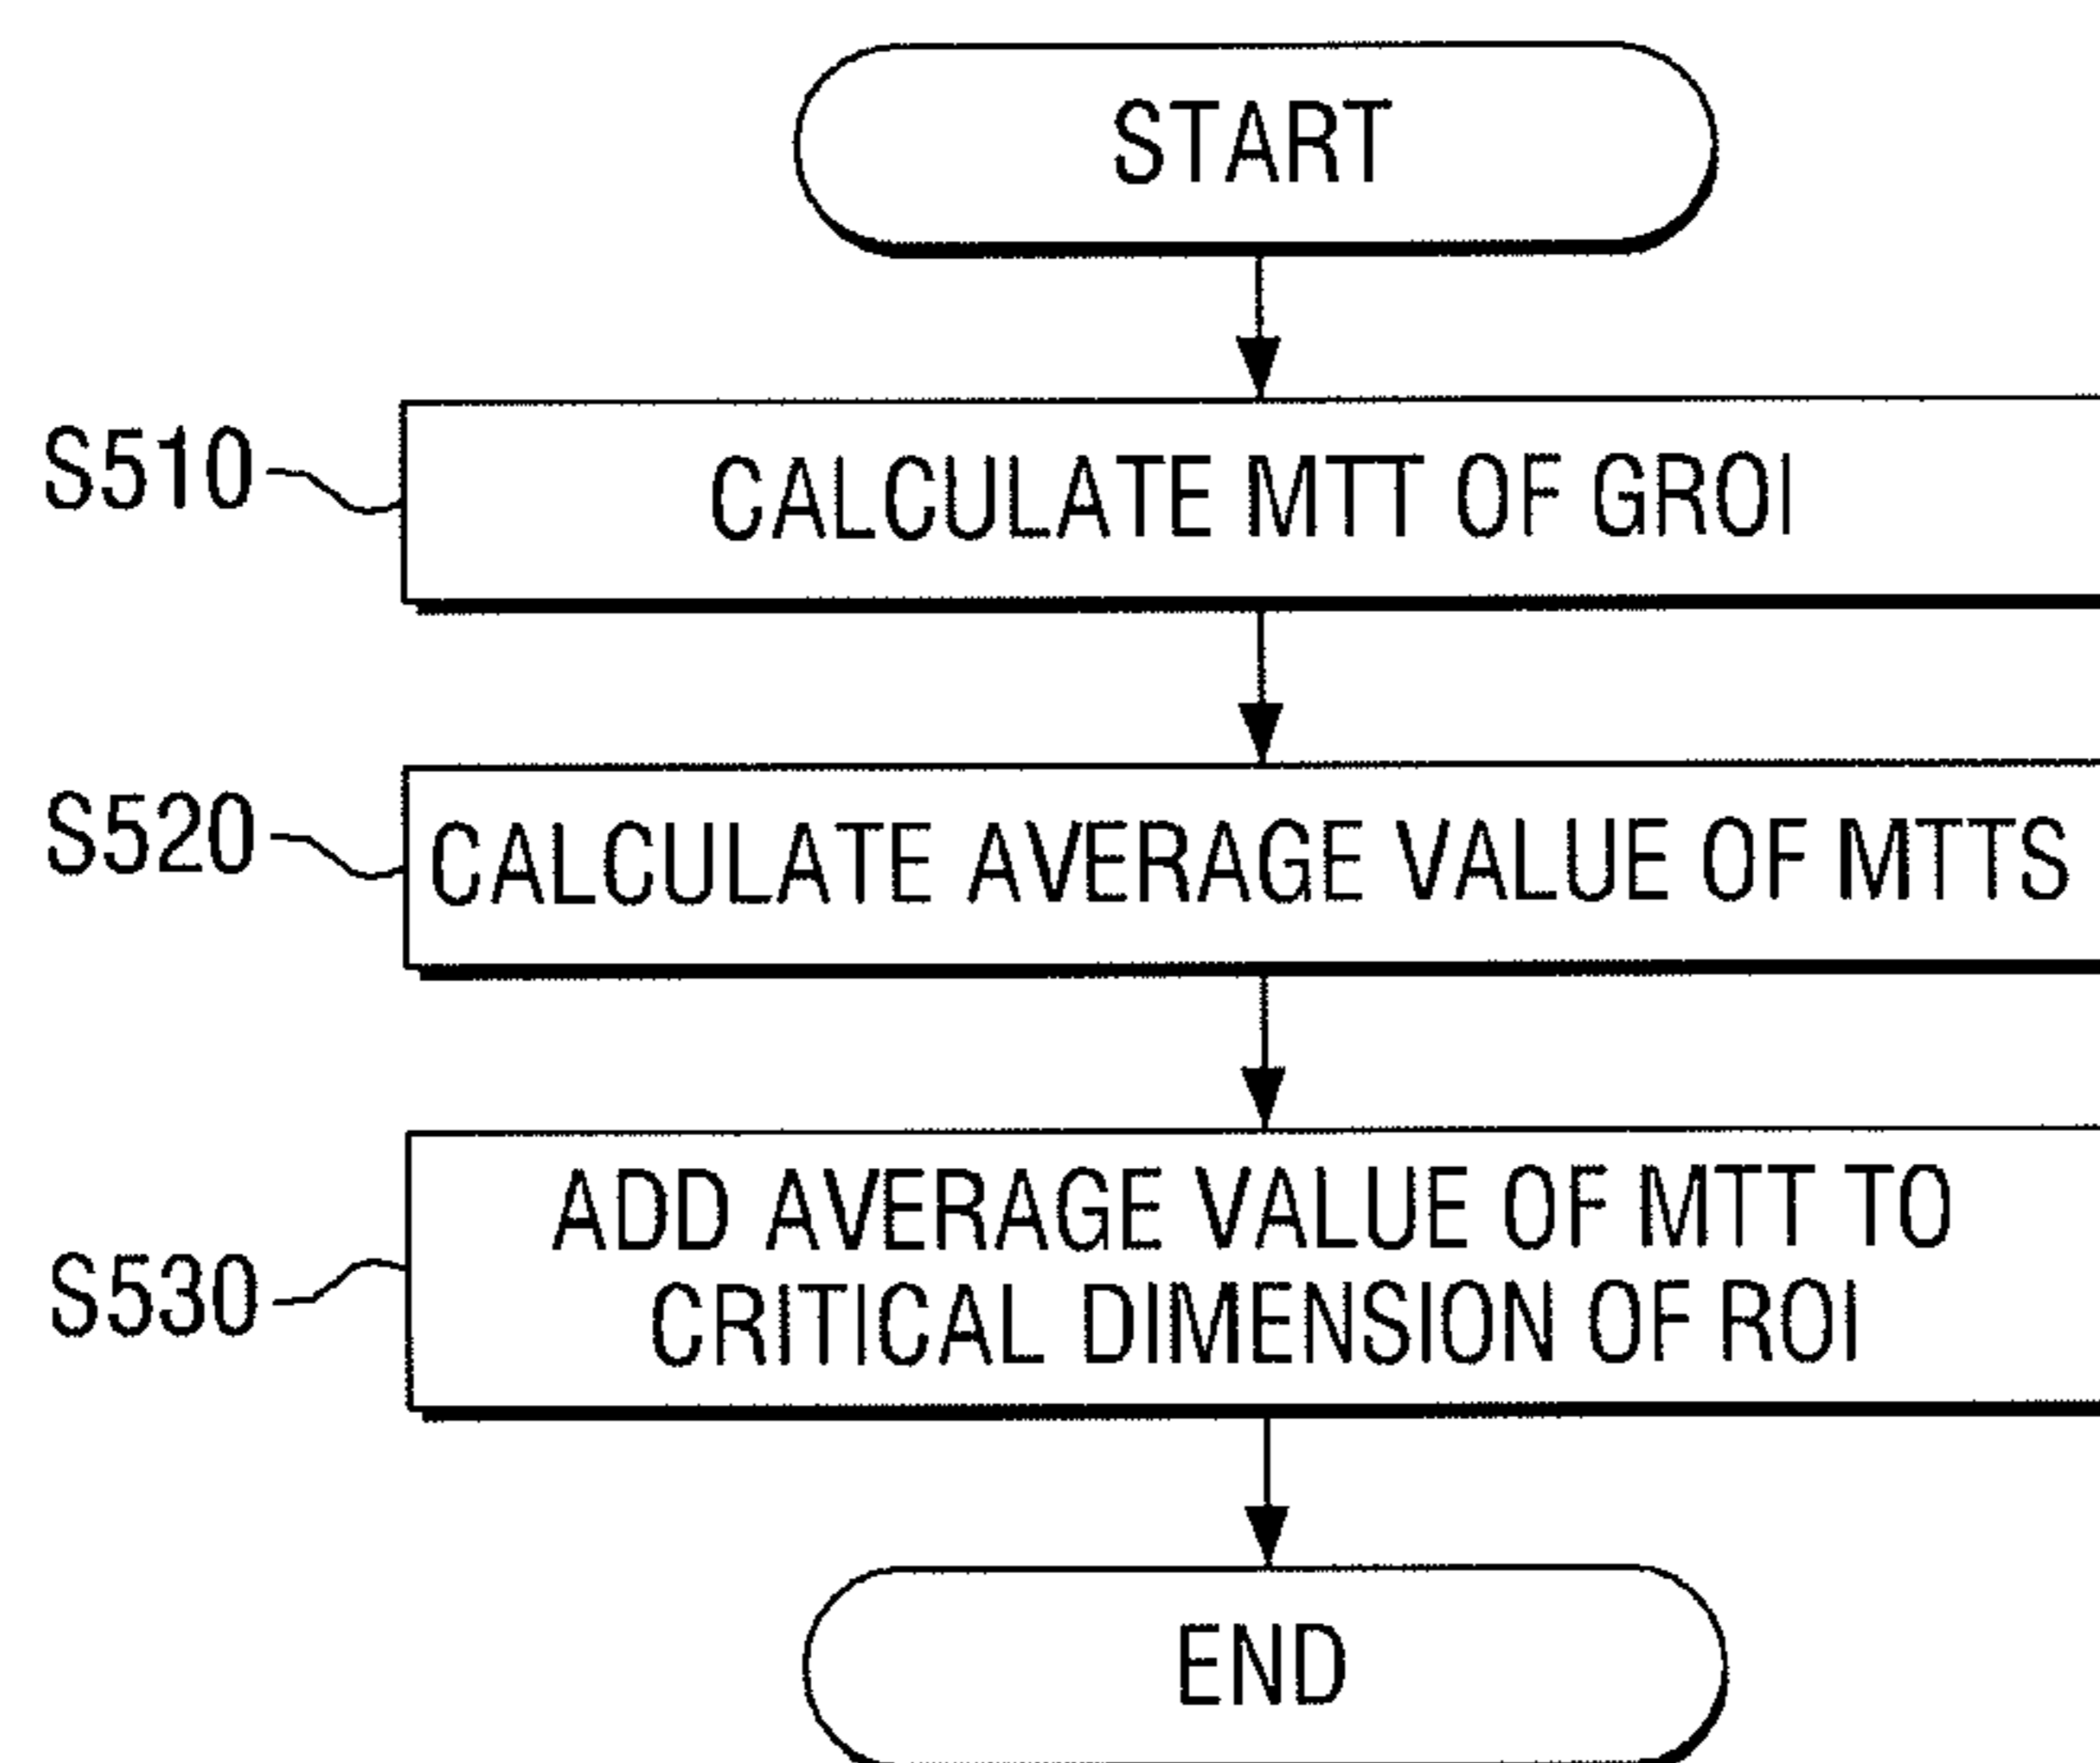 START
S510
CALCULATE MTT OF GROI
S520
CALCULATE AVERAGE VALUE OF MTTS
S530
ADD AVERAGE VALUE OF MTT TO
CRITICAL DIMENSION OF ROI
END